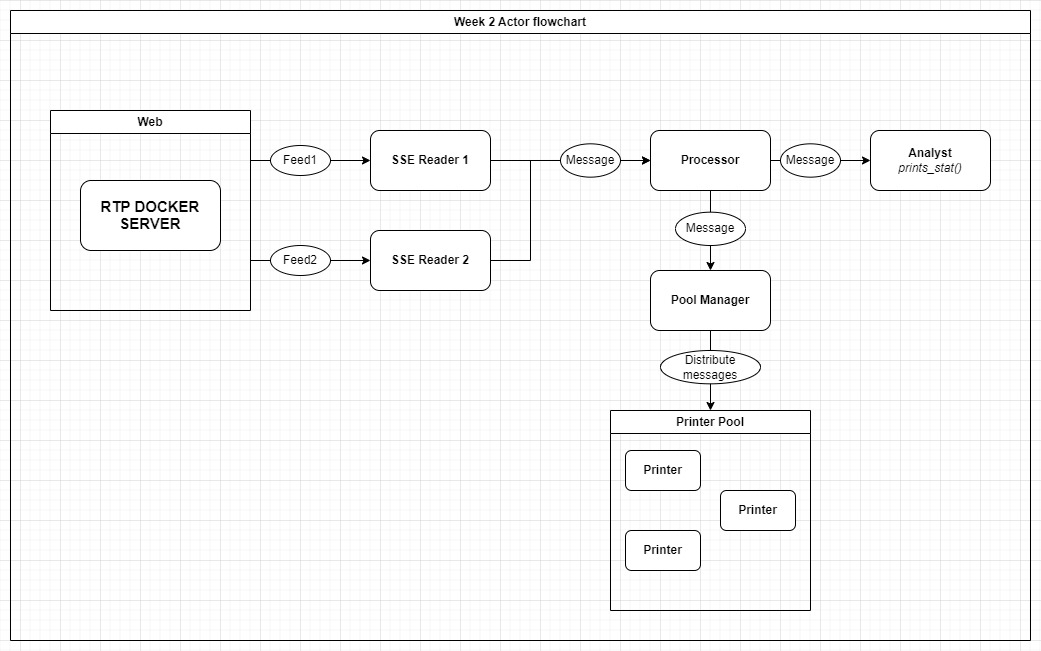 Week 2 Actor flowchart
Web
RTP DOCKER
SERVER
Feed1
SSE Reader 1
Message
Processor
Message
Analyst
prints_stat()
Feed2
SSE Reader 2
Message
Pool Manager
Distribute
messages
Printer Pool
Printer
Printer
Printer